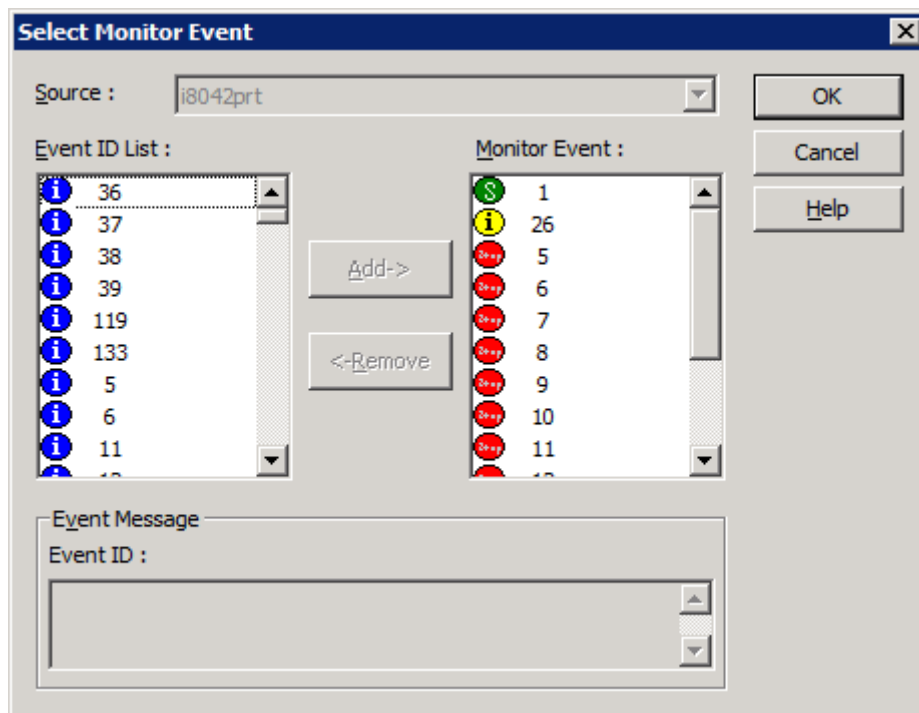 Select Monitor Event
Source :
i8042prt
OK
Cancel
Help
Event ID List :
36
37
38
39
119
133
5
6
11
Add->
<-Remove
Monitor Event :
1
26
5
6
7
8
9
10
11
Event Message
Event ID :